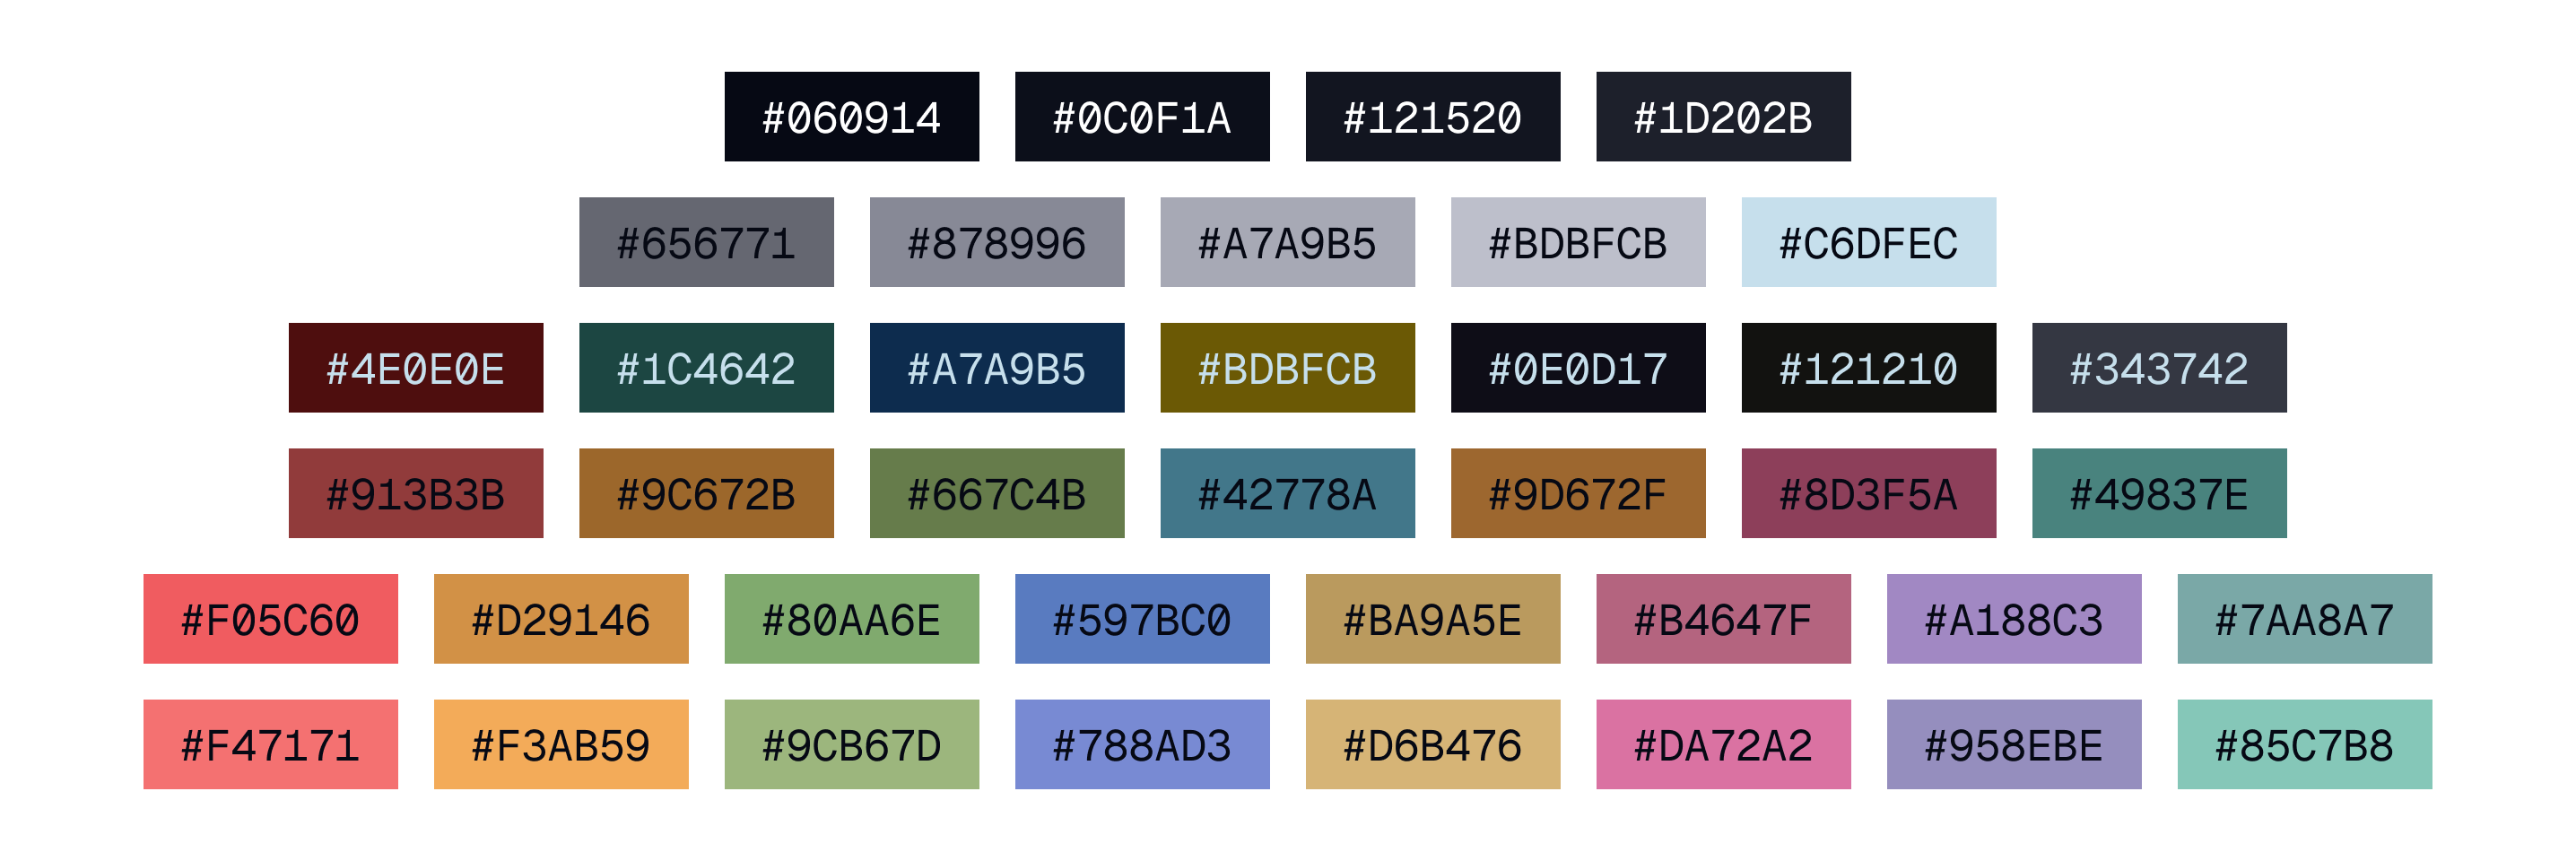 #060914 #0C0F1A #121520 #1D202B
#656771 #878996 #A7A9B5 #BDBFCB #C6DFEC
#4E0E0E #1C4642 #A7A9B5 #BDBFCB #0E0D17 #121210 #343742
#913B3B #9C672B #667C4B #42778A #9D672F #8D3F5A #49837E
#F05C60 #D29146 #80AA6E #597BC0 #BA9A5E #B4647F #A188C3 #7AA8A7
#F47171 #F3AB59 #9CB67D #788AD3 #D6B476 #DA72A2 #958EBE #85C7B8